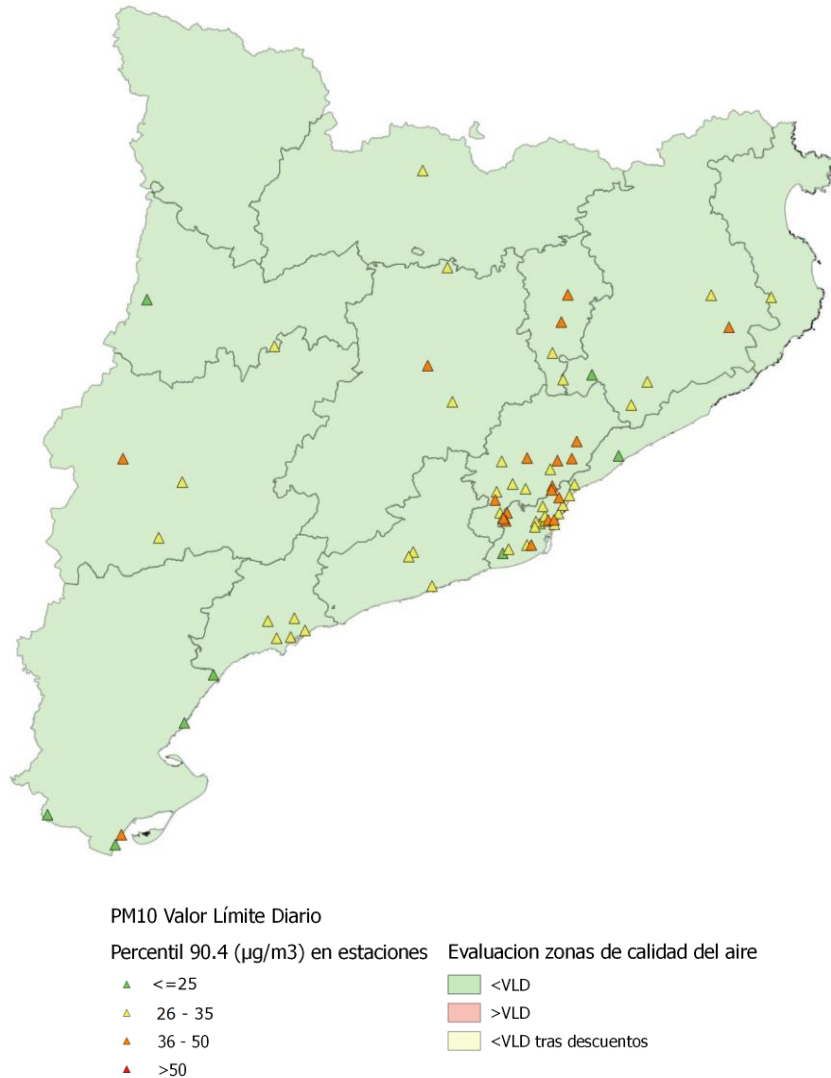 PM10 Valor Límite Diario
Percentil 90.4 (µg/m3) en estaciones
<=25
26 - 35
36 - 50
>50
Evaluacion zonas de calidad del aire
<VLD
>VLD
<VLD tras descuentos